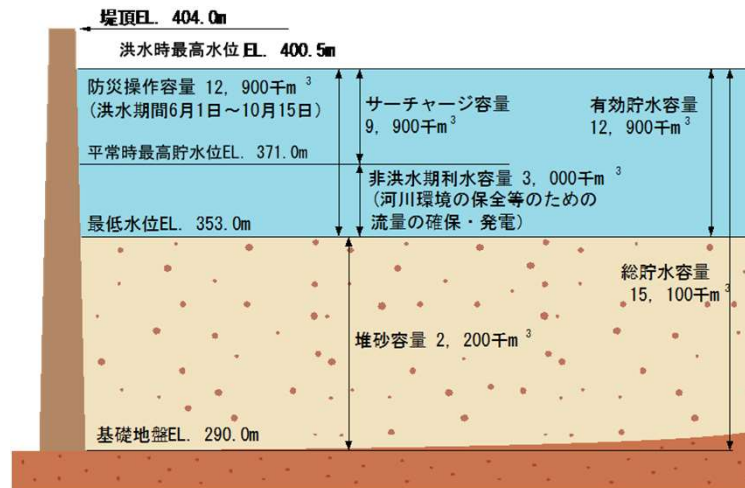 堤頂EL. 404.0m
洪水時最高水位 EL. 400.5m
防災操作容量 12, 900千m³
（洪水期間6月1日～10月15日）
サーチャージ容量
9, 900千m³
有効貯水容量
12, 900千m³
平常時最高貯水位EL. 371.0m
非洪水期利水容量 3, 000千m³
（河川環境の保全等のための
流量の確保・発電）
最低水位EL. 353.0m
総貯水容量
15, 100千m³
堆砂容量 2, 200千m³
基礎地盤EL. 290.0m